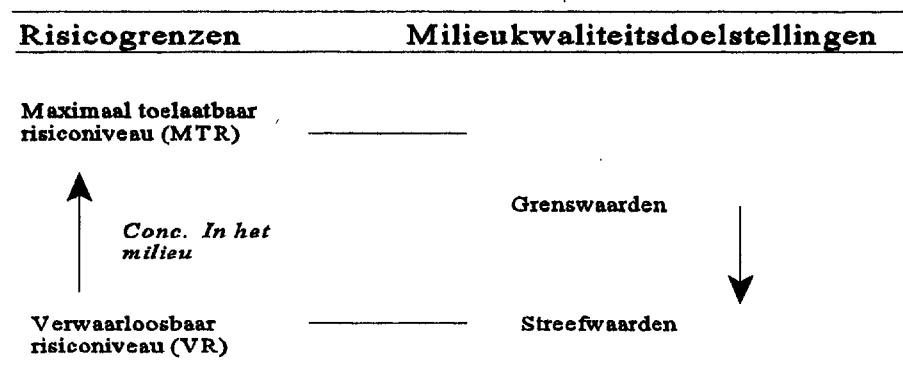 Risicogrenzen Milieukwaliteitsdoelstellingen
Maximaal toelaatbaar
risiconiveau (MTR)
Grenswaarden
Conc. In het
milieu
Verwaarloosbaar Streefwaarden
risiconiveau (VR)